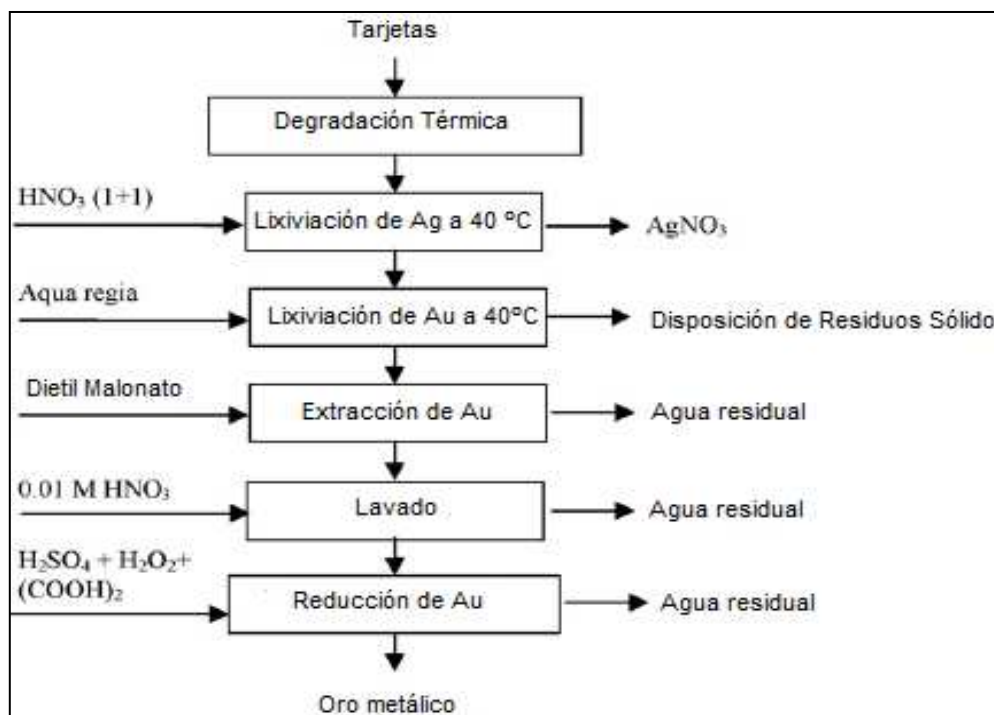 Tarjetas
Degradación Térmica
HNO₃ (1+1)
Lixiviación de Ag a 40 ºC
AgNO₃
Aqua regia
Lixiviación de Au a 40ºC
Disposición de Residuos Sólido
Dietil Malonato
Extracción de Au
Agua residual
0.01 M HNO₃
Lavado
Agua residual
H₂SO₄ + H₂O₂+
(COOH)₂
Reducción de Au
Agua residual
Oro metálico